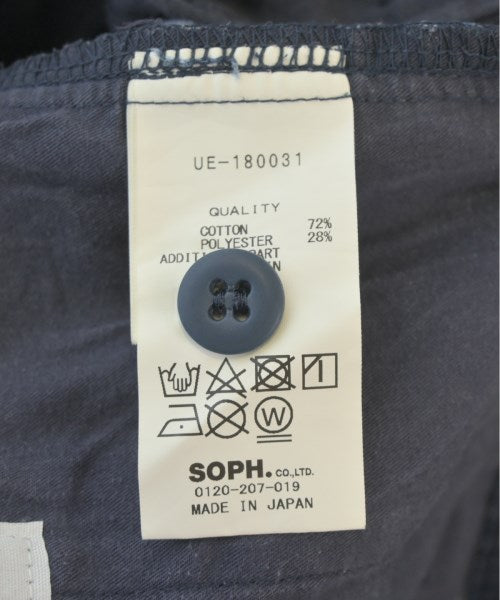 UE-180031
QUALITY
COTTON 72%
POLYESTER 28%
W
SOPH. CO.,LTD.
0120-207-019
MADE IN JAPAN